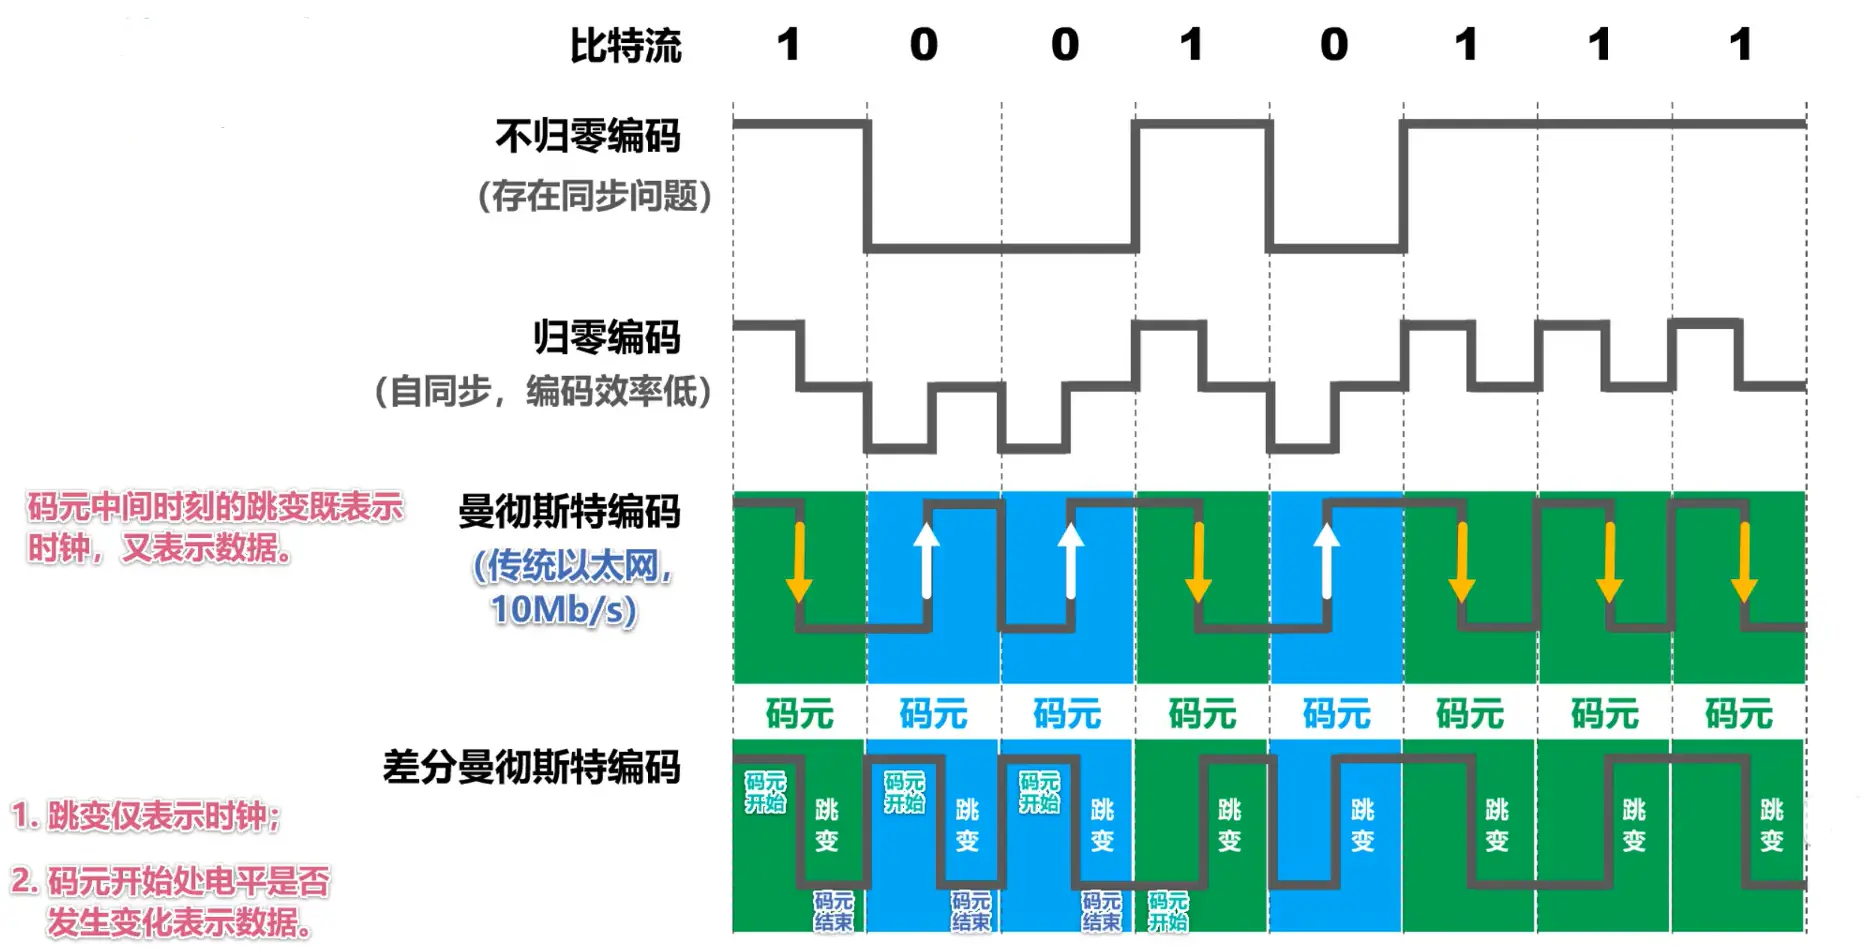 比特流 1 0 0 1 0 1 1 1
不归零编码
（存在同步问题）
归零编码
（自同步，编码效率低）
码元中间时刻的跳变既表示
时钟，又表示数据。
曼彻斯特编码
（传统以太网，
10Mb/s）
码元 码元 码元 码元 码元 码元 码元 码元
差分曼彻斯特编码
1. 跳变仅表示时钟；
2. 码元开始处电平是否
发生变化表示数据。
码元
开始
跳
变
码元
结束
码元
开始
跳
变
码元
结束
码元
开始
跳
变
码元
结束
码元
开始
跳
变
跳
变
跳
变
跳
变
跳
变